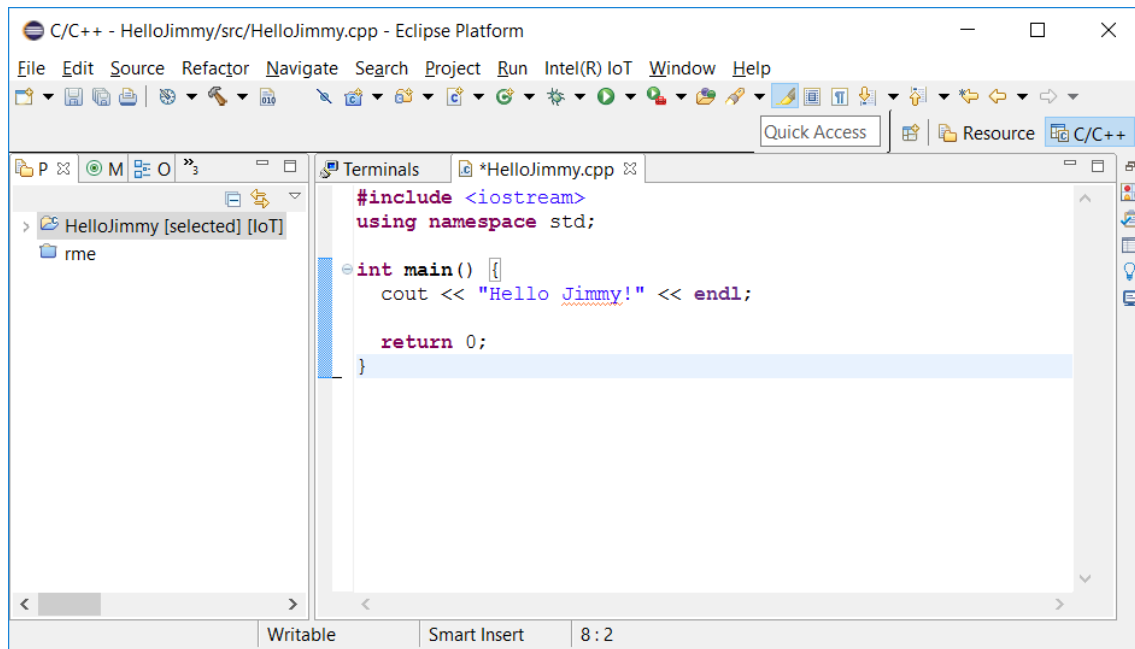 C/C++ - HelloJimmy/src/HelloJimmy.cpp - Eclipse Platform
File Edit Source Refactor Navigate Search Project Run Intel(R) IoT Window Help
010
Quick Access
Resource
C/C++
P M O »3
Terminals
*HelloJimmy.cpp
HelloJimmy [selected] [IoT]
rme
#include <iostream>
using namespace std;
int main() {
cout << "Hello Jimmy!" << endl;
return 0;
}
Writable
Smart Insert
8 : 2